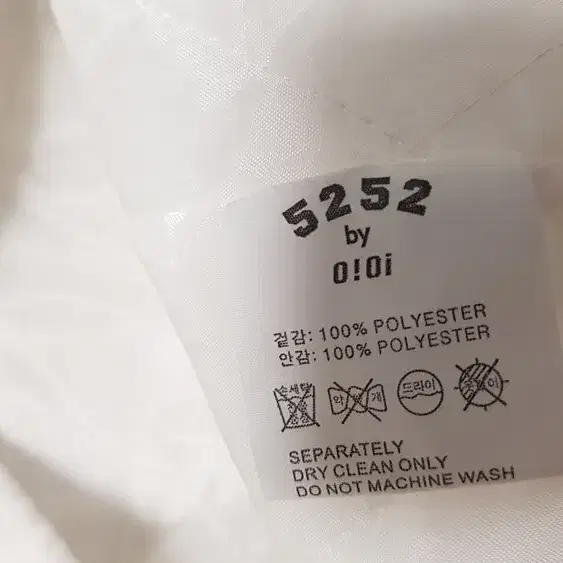 5252
by
O!Oi
겉감: 100% POLYESTER
안감: 100% POLYESTER
손세탁 드라이
SEPARATELY
DRY CLEAN ONLY
DO NOT MACHINE WASH